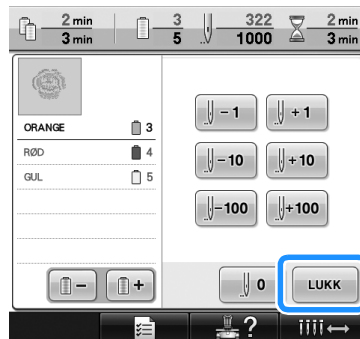 2 min 3 322 2 min
3 min 5 1000 3 min
ORANGE 3
RØD 4
GUL 5
− 1 + 1
− 10 + 10
−100 +100
− +
0 LUKK
?